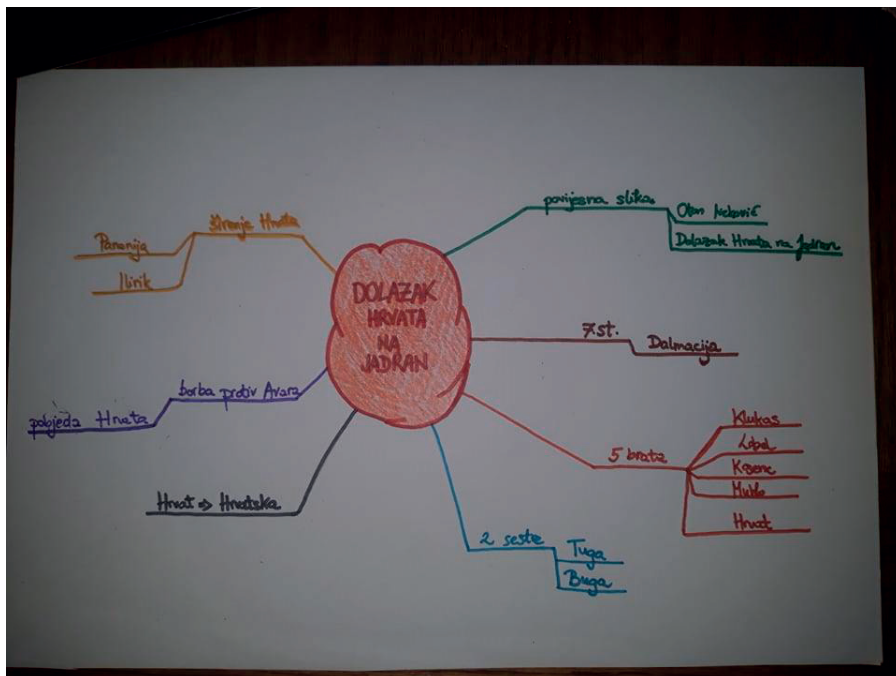 DOLAZAK
HRVATA
NA
JADRAN
povijesna slika
Oton Iveković
Dolazak Hrvata na Jadran
7.st.
Dalmacija
5 braće
Klukas
Lobel
Kosenc
Muhlo
Hrvat
2 sestre
Tuga
Buga
Hrvat ⇒ Hrvatska
borba protiv Avara
pobjeda Hrvata
širenje Hrvata
Panonija
Ilirik